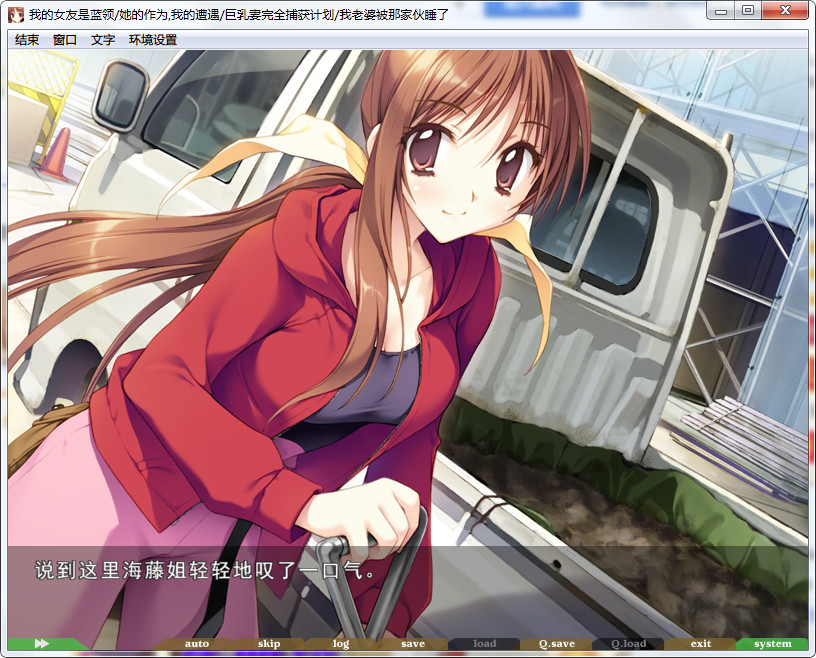 我的女友是蓝领/她的作为,我的遭遇/巨乳妻完全捕获计划/我老婆被那家伙睡了
结束 窗口 文字 环境设置
说到这里海藤姐轻轻地叹了一口气。
auto skip log save load Q.save Q.load exit system